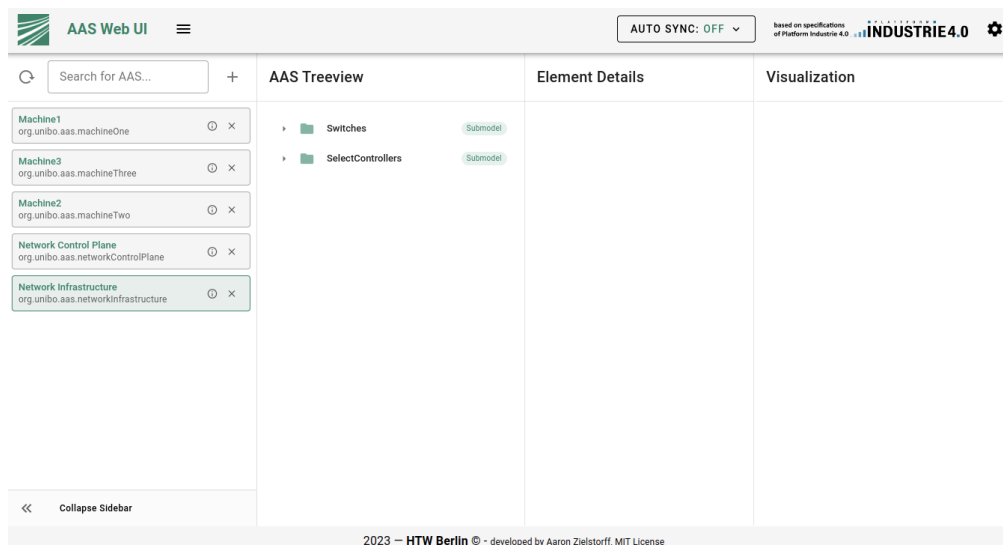 AAS Web UI
AUTO SYNC: OFF
based on specifications
of Platform Industrie 4.0
PLATTFORM
INDUSTRIE4.0
Search for AAS...
AAS Treeview
Element Details
Visualization
Machine1
org.unibo.aas.machineOne
Machine3
org.unibo.aas.machineThree
Machine2
org.unibo.aas.machineTwo
Network Control Plane
org.unibo.aas.networkControlPlane
Network Infrastructure
org.unibo.aas.networkInfrastructure
Switches
Submodel
SelectControllers
Submodel
Collapse Sidebar
2023 — HTW Berlin © - developed by Aaron Zielstorff, MIT License